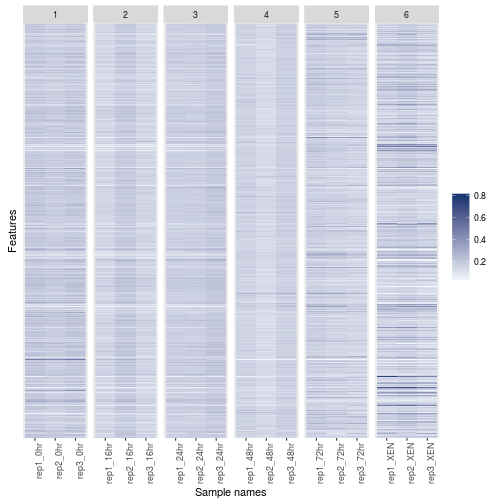 1 2 3 4 5 6
Features
0.8
0.6
0.4
0.2
rep1_0hr rep2_0hr rep3_0hr rep1_16hr rep2_16hr rep3_16hr rep1_24hr rep2_24hr rep3_24hr rep1_48hr rep2_48hr rep3_48hr rep1_72hr rep2_72hr rep3_72hr rep1_XEN rep2_XEN rep3_XEN
Sample names